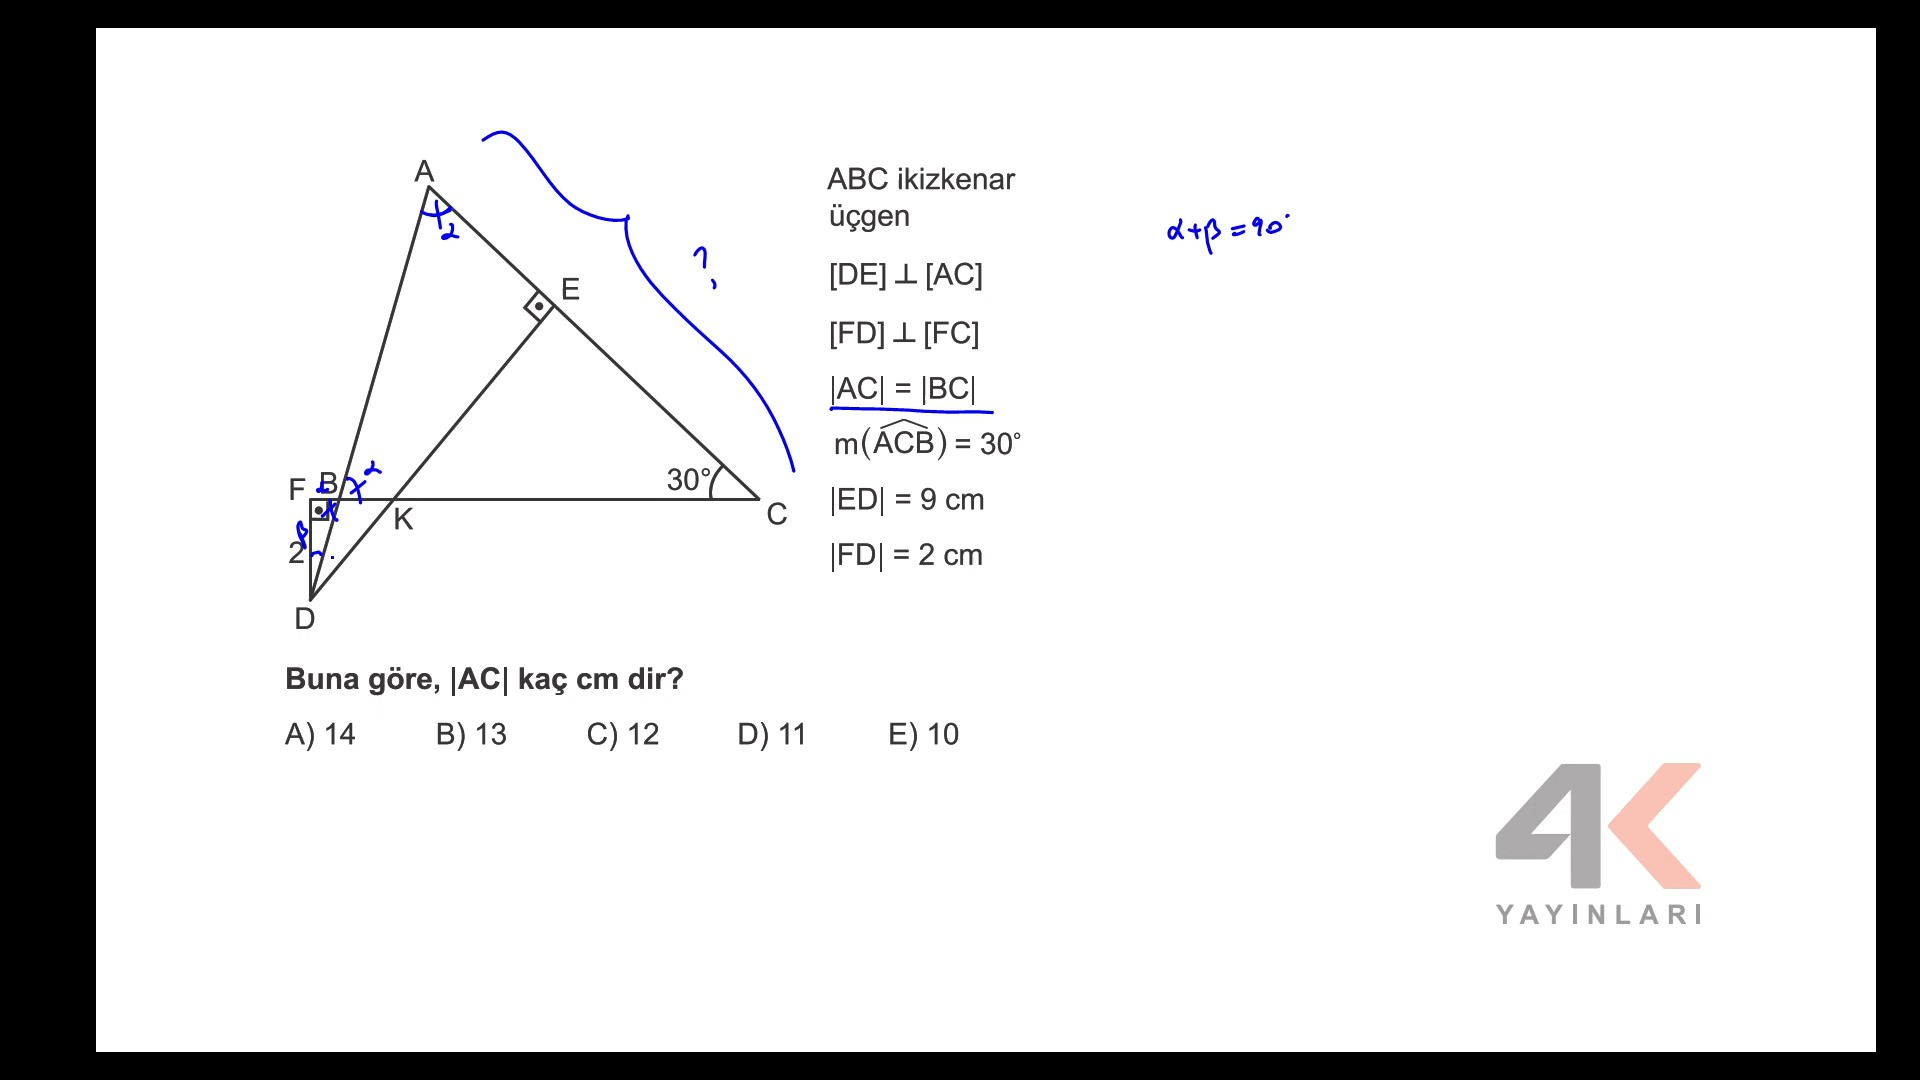 A
2
E
?
ABC ikizkenar
üçgen
[DE] ⊥ [AC]
[FD] ⊥ [FC]
|AC| = |BC|
m(ACB) = 30°
|ED| = 9 cm
|FD| = 2 cm
α+β=90°
F B α 30°
K C
β
2
D
Buna göre, |AC| kaç cm dir?
A) 14 B) 13 C) 12 D) 11 E) 10
4K
YAYINLARI